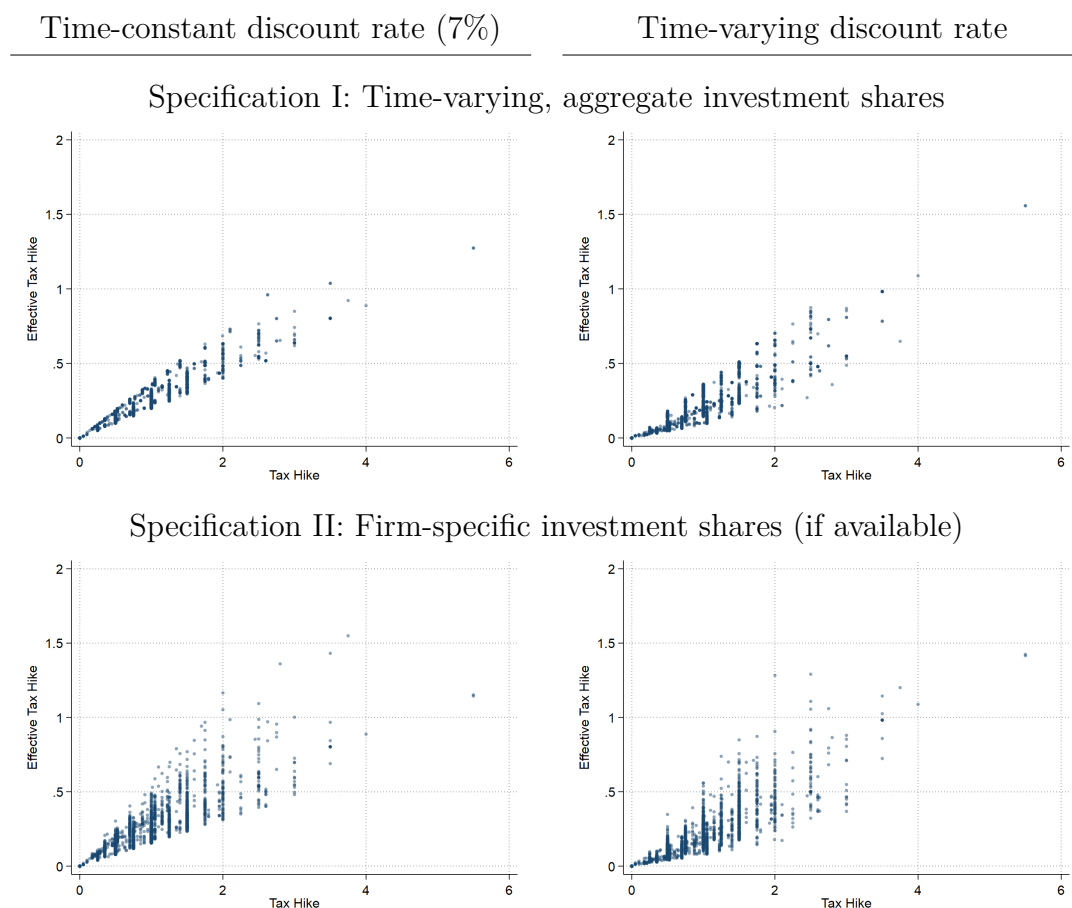 Time-constant discount rate (7%)
Time-varying discount rate
Specification I: Time-varying, aggregate investment shares
Effective Tax Hike
2
1.5
1
.5
0
0 2 4 6
Tax Hike
Effective Tax Hike
2
1.5
1
.5
0
0 2 4 6
Tax Hike
Specification II: Firm-specific investment shares (if available)
Effective Tax Hike
2
1.5
1
.5
0
0 2 4 6
Tax Hike
Effective Tax Hike
2
1.5
1
.5
0
0 2 4 6
Tax Hike